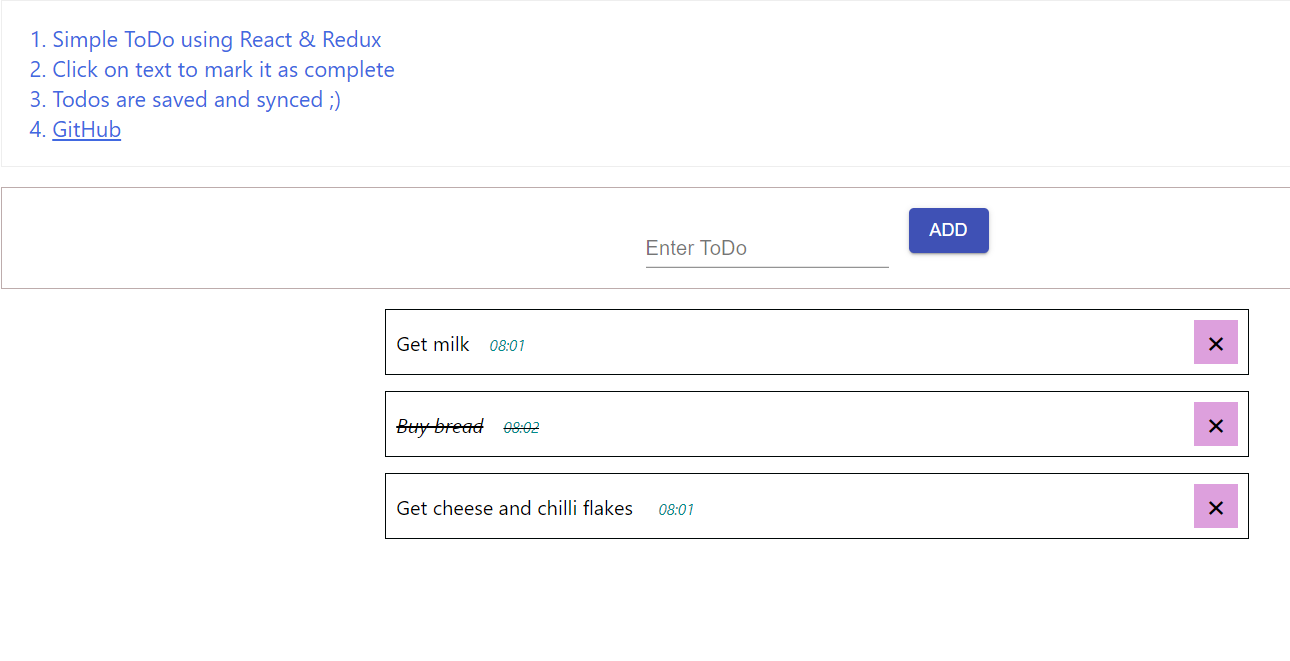 1. Simple ToDo using React & Redux
2. Click on text to mark it as complete
3. Todos are saved and synced ;)
4. GitHub
Enter ToDo
ADD
Get milk 08:01
Buy bread 08:02
Get cheese and chilli flakes 08:01